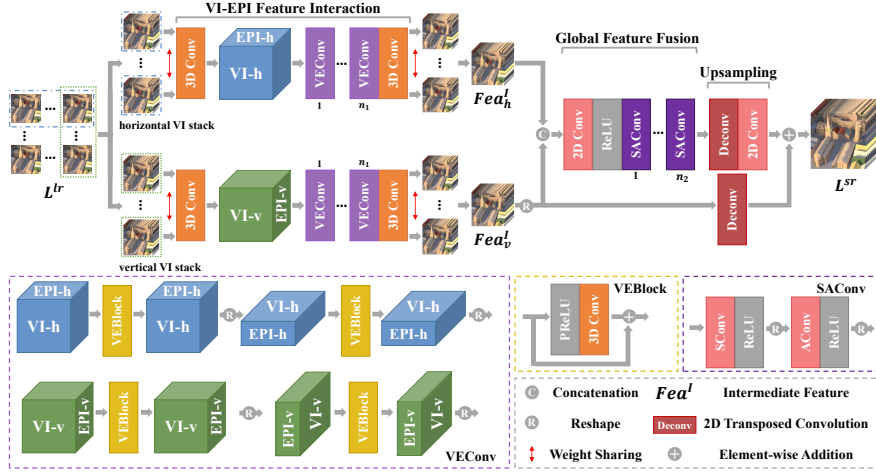 VI-EPI Feature Interaction
3D Conv
EPI-h
VI-h
VEConv
...
VEConv
3D Conv
1
n₁
horizontal VI stack
Fea_h^I
L^lr
3D Conv
VI-v
EPI-v
VEConv
...
VEConv
3D Conv
1
n₁
vertical VI stack
Fea_v^I
C
R
Global Feature Fusion
2D Conv
ReLU
SAConv
...
SAConv
1
n₂
Upsampling
Deconv
2D Conv
Deconv
L^sr
EPI-h
VI-h
VEBlock
EPI-h
VI-h
R
VI-h
EPI-h
VEBlock
VI-h
EPI-h
R
VI-v
EPI-v
VEBlock
VI-v
EPI-v
R
EPI-v
VI-v
VEBlock
EPI-v
VI-v
R
VEConv
VEBlock
PReLU
3D Conv
SAConv
SConv
ReLU
R
AConv
ReLU
R
C Concatenation Fea^I Intermediate Feature
R Reshape Deconv 2D Transposed Convolution
Weight Sharing + Element-wise Addition